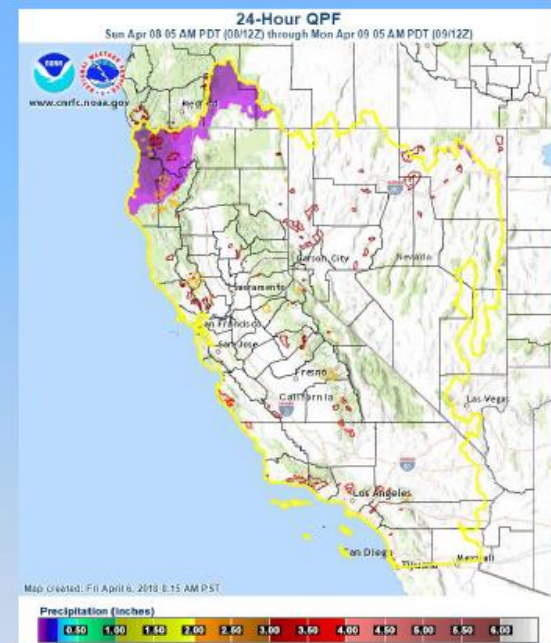 24-Hour QPF
Sun Apr 08 05 AM PDT (08/12Z) through Mon Apr 09 05 AM PDT (09/12Z)
NOAA
www.cnrfc.noaa.gov
Medford
Carson City
Nevada
Sacramento
San Francisco
San Jose
Fresno
California
Las Vegas
Los Angeles
San Diego
Tijuana
Mexicali
Map created: Fri April 6, 2018 8:15 AM PST
Precipitation (inches)
0.50 1.00 1.50 2.00 2.50 3.00 3.50 4.00 4.50 5.00 5.50 6.00